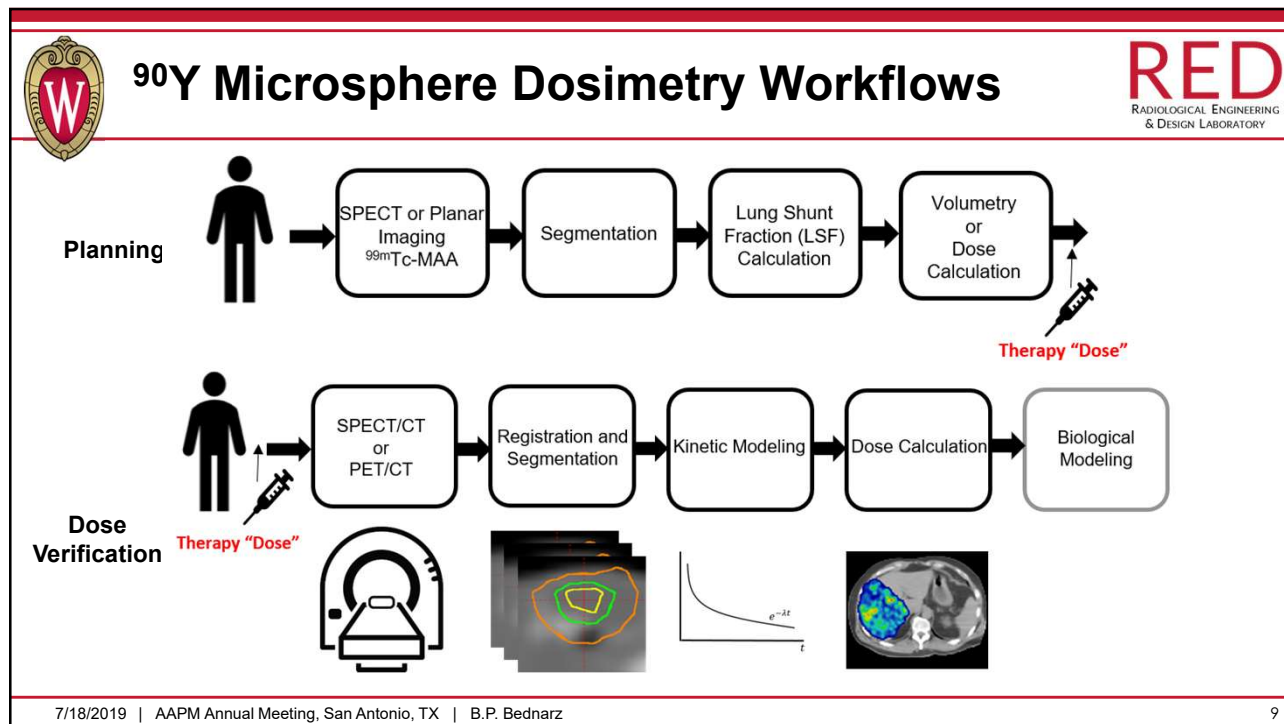 W
⁹⁰Y Microsphere Dosimetry Workflows
RED
RADIOLOGICAL ENGINEERING
& DESIGN LABORATORY
Planning
SPECT or Planar
Imaging
⁹⁹ᵐTc-MAA
Segmentation
Lung Shunt
Fraction (LSF)
Calculation
Volumetry
or
Dose
Calculation
Therapy “Dose”
Dose
Verification
Therapy “Dose”
SPECT/CT
or
PET/CT
Registration and
Segmentation
Kinetic Modeling
Dose Calculation
Biological
Modeling
e^{-λt}
t
7/18/2019 | AAPM Annual Meeting, San Antonio, TX | B.P. Bednarz
9